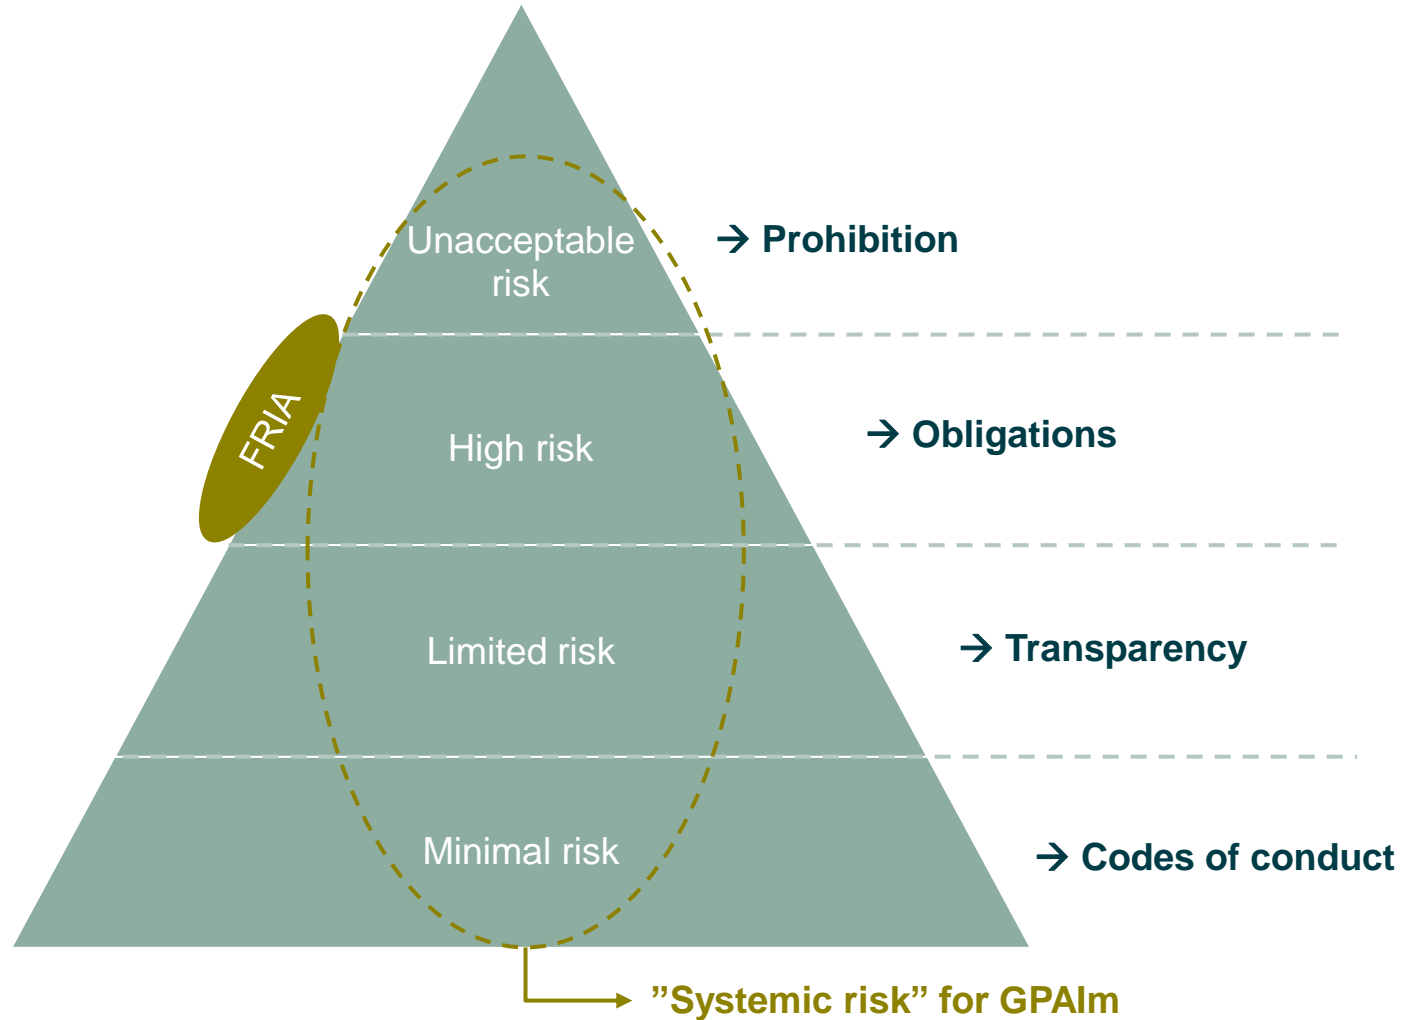 Unacceptable
risk
→ Prohibition
FRIA
High risk
→ Obligations
Limited risk
→ Transparency
Minimal risk
→ Codes of conduct
”Systemic risk” for GPAIm